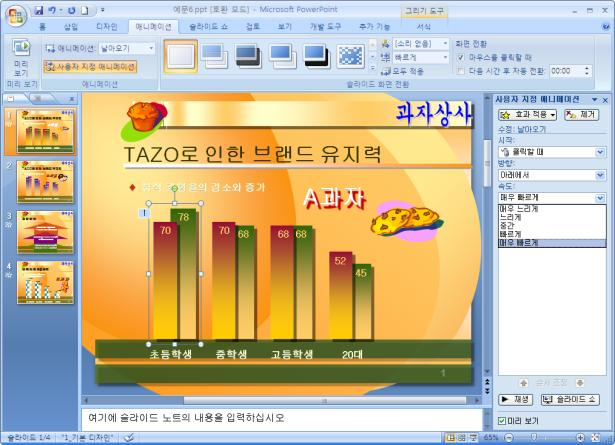 예문6.ppt [호환 모드] - Microsoft PowerPoint
그리기 도구
홈 삽입 디자인 애니메이션 슬라이드 쇼 검토 보기 개발 도구 추가 기능 서식
미리 보기
애니메이션: 날아오기
사용자 지정 애니메이션
[소리 없음]
빠르게
모두 적용
화면 전환
마우스를 클릭할 때
다음 시간 후 자동 전환: 00:00
미리 보기 애니메이션 슬라이드 화면 전환
1
2
3
4
과자상사
TAZO로 인한 브랜드 유지력
A과자
1
70 78 70 68 68 68 52 45
초등학생 중학생 고등학생 20대
1
여기에 슬라이드 노트의 내용을 입력하십시오
사용자 지정 애니메이션
효과 적용 제거
수정: 날아오기
시작:
클릭할 때
방향:
아래에서
속도:
매우 빠르게
매우 느리게
느리게
중간
빠르게
매우 빠르게
순서 조정
재생 슬라이드 쇼
미리 보기
슬라이드 1/4 "1_기본 디자인" 65%